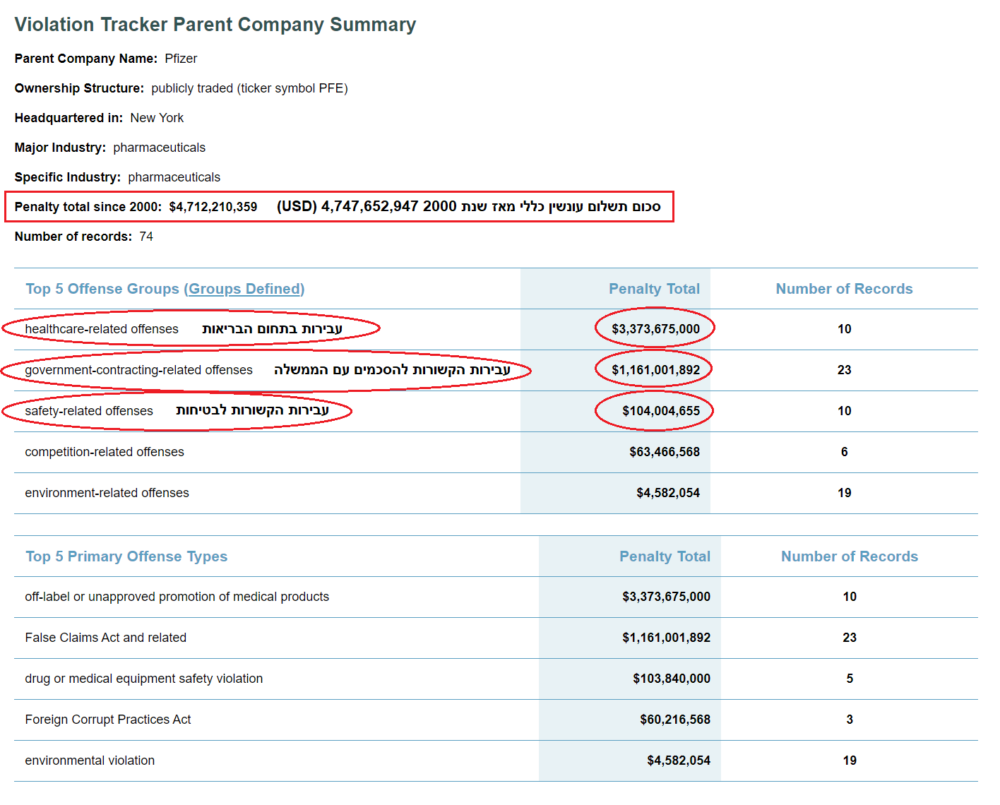 Violation Tracker Parent Company Summary
Parent Company Name: Pfizer
Ownership Structure: publicly traded (ticker symbol PFE)
Headquartered in: New York
Major Industry: pharmaceuticals
Specific Industry: pharmaceuticals
Penalty total since 2000: $4,712,210,359 סכום תשלום עונשין כללי מאז שנת 2000 4,747,652,947 (USD)
Number of records: 74
Top 5 Offense Groups (Groups Defined) Penalty Total Number of Records
healthcare-related offenses עבירות בתחום הבריאות $3,373,675,000 10
government-contracting-related offenses עבירות הקשורות להסכמים עם הממשלה $1,161,001,892 23
safety-related offenses עבירות הקשורות לבטיחות $104,004,655 10
competition-related offenses $63,466,568 6
environment-related offenses $4,582,054 19
Top 5 Primary Offense Types Penalty Total Number of Records
off-label or unapproved promotion of medical products $3,373,675,000 10
False Claims Act and related $1,161,001,892 23
drug or medical equipment safety violation $103,840,000 5
Foreign Corrupt Practices Act $60,216,568 3
environmental violation $4,582,054 19